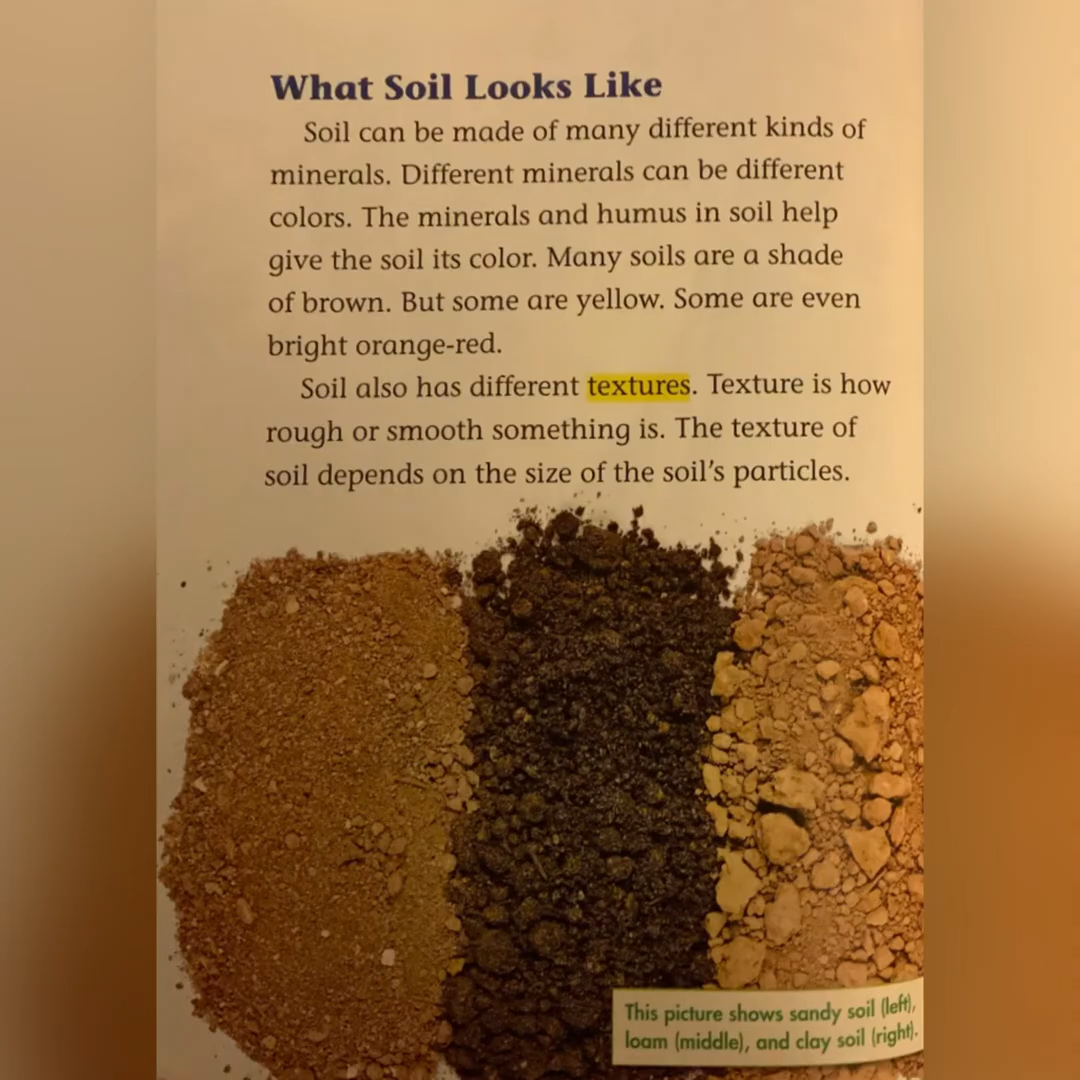 What Soil Looks Like
Soil can be made of many different kinds of
minerals. Different minerals can be different
colors. The minerals and humus in soil help
give the soil its color. Many soils are a shade
of brown. But some are yellow. Some are even
bright orange-red.
Soil also has different textures. Texture is how
rough or smooth something is. The texture of
soil depends on the size of the soil's particles.
This picture shows sandy soil (left),
loam (middle), and clay soil (right).